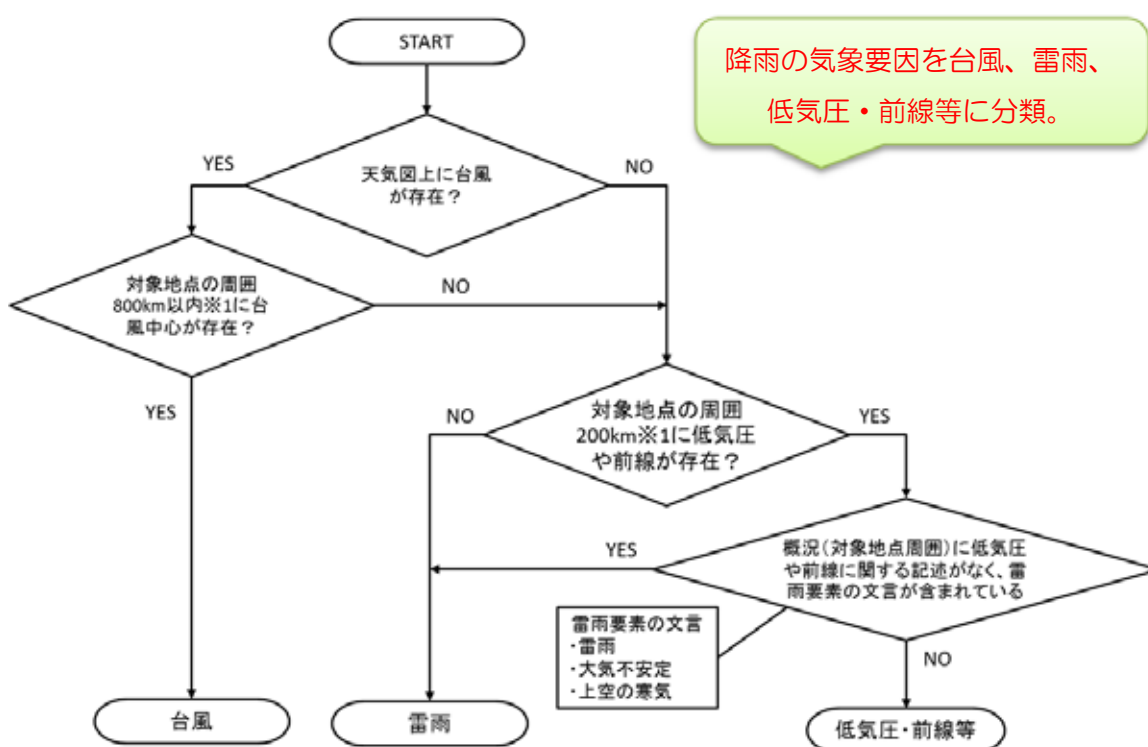 START
降雨の気象要因を台風、雷雨、
低気圧・前線等に分類。
YES
NO
天気図上に台風
が存在？
対象地点の周囲
800km以内※1に台
風中心が存在？
NO
YES
対象地点の周囲
200km※1に低気圧
や前線が存在？
NO
YES
概況(対象地点周囲)に低気圧
や前線に関する記述がなく、雷
雨要素の文言が含まれている
YES
雷雨要素の文言
・雷雨
・大気不安定
・上空の寒気
NO
台風
雷雨
低気圧・前線等